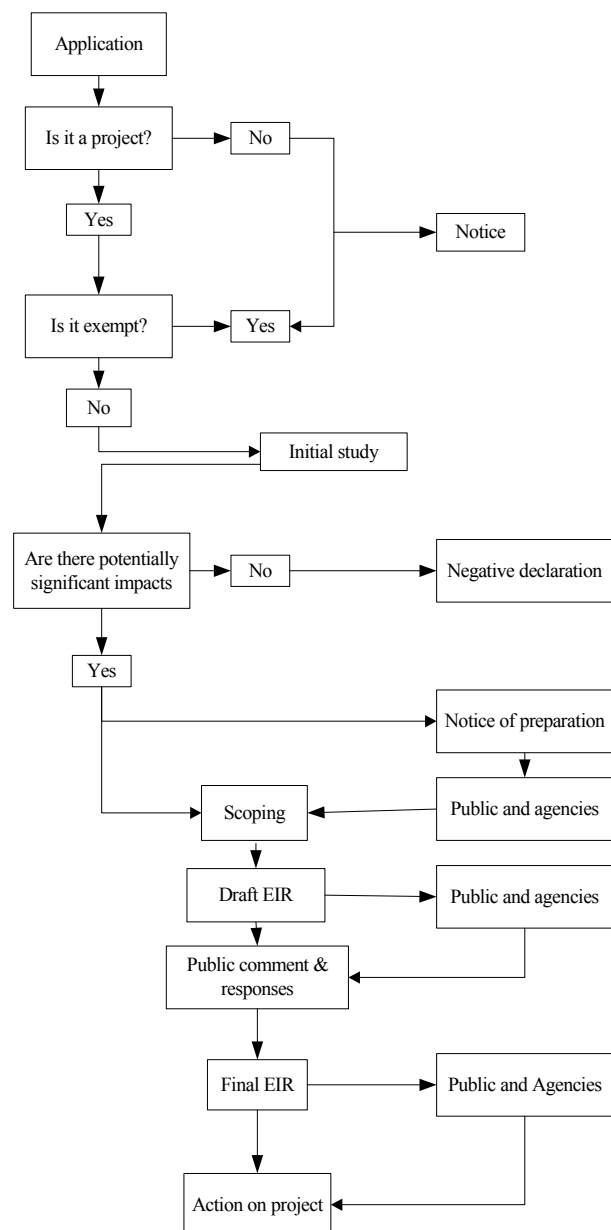 Application
Is it a project?
No
Yes
Notice
Is it exempt?
Yes
No
Initial study
Are there potentially
significant impacts
No
Negative declaration
Yes
Notice of preparation
Scoping
Public and agencies
Draft EIR
Public and agencies
Public comment &
responses
Final EIR
Public and Agencies
Action on project